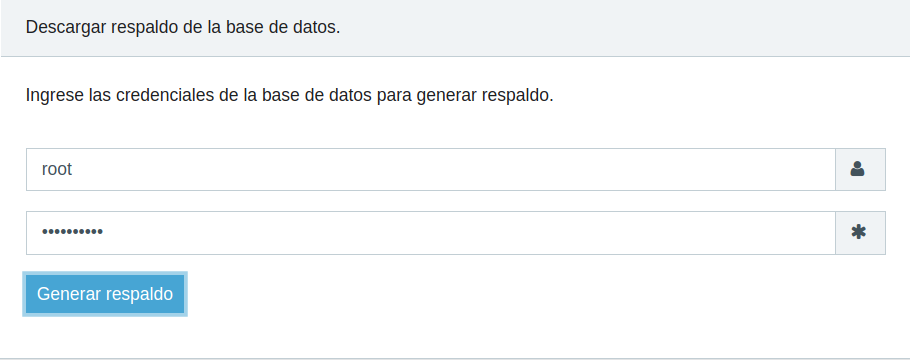 Descargar respaldo de la base de datos.
Ingrese las credenciales de la base de datos para generar respaldo.
root
••••••••••
Generar respaldo